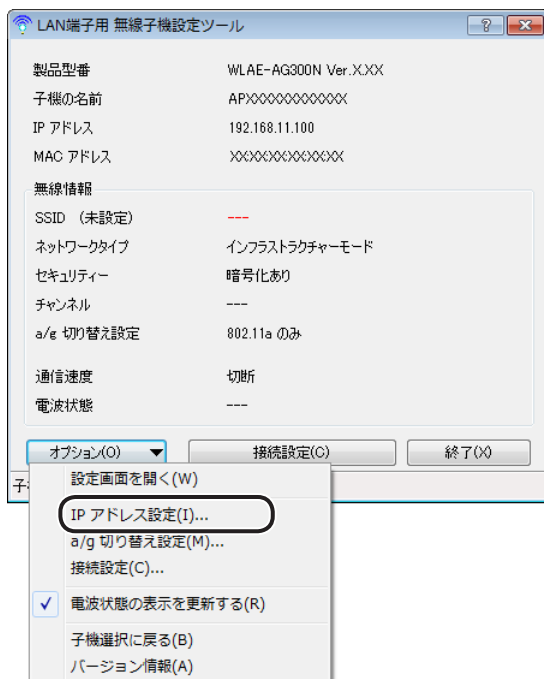 LAN端子用 無線子機設定ツール
製品型番 WLAE-AG300N Ver.X.XX
子機の名前 APXXXXXXXXXXXX
IP アドレス 192.168.11.100
MAC アドレス XXXXXXXXXXXX
無線情報
SSID (未設定) ---
ネットワークタイプ インフラストラクチャーモード
セキュリティー 暗号化あり
チャンネル ---
a/g 切り替え設定 802.11a のみ
通信速度 切断
電波状態 ---
オプション(O) 接続設定(C) 終了(X)
子
設定画面を開く(W)
IP アドレス設定(I)...
a/g 切り替え設定(M)...
接続設定(C)...
電波状態の表示を更新する(R)
子機選択に戻る(B)
バージョン情報(A)